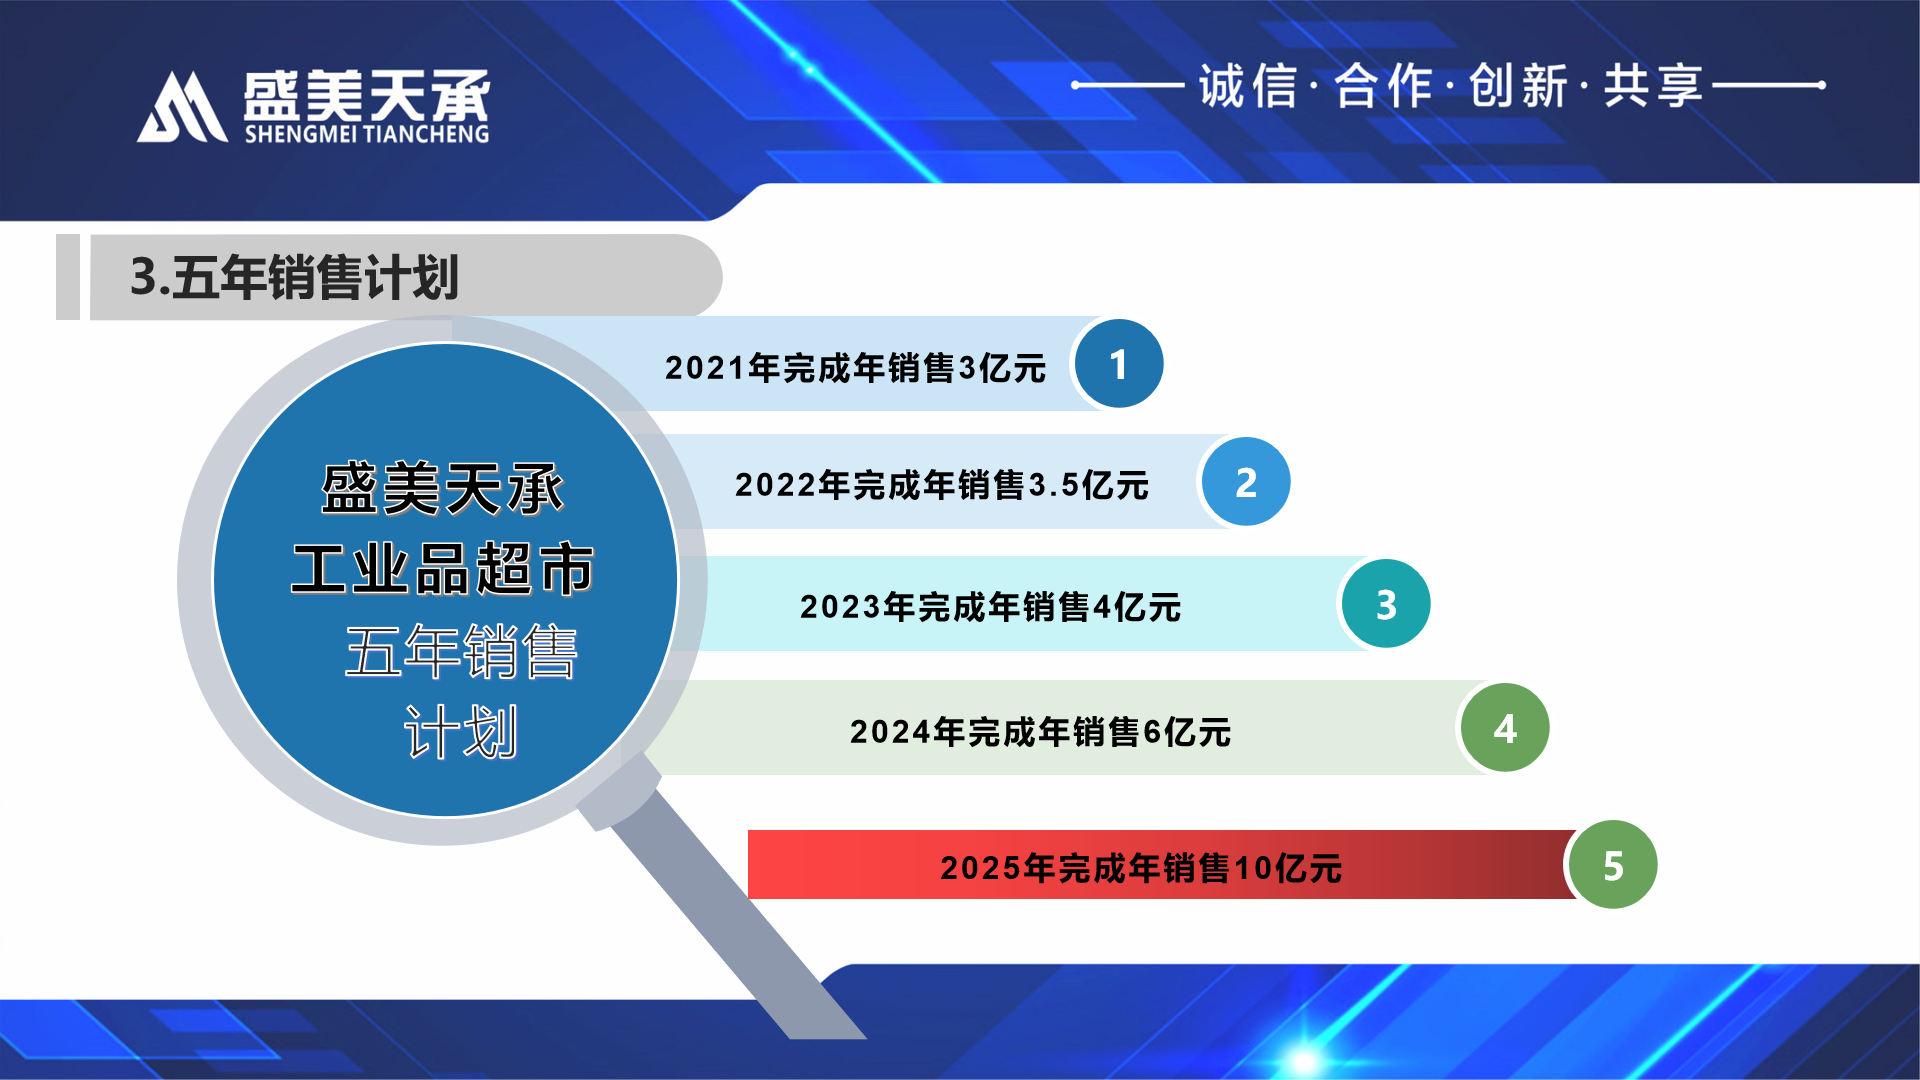 盛美天承
SHENGMEI TIANCHENG
诚信·合作·创新·共享
3.五年销售计划
盛美天承
工业品超市
五年销售
计划
2021年完成年销售3亿元
1
2022年完成年销售3.5亿元
2
2023年完成年销售4亿元
3
2024年完成年销售6亿元
4
2025年完成年销售10亿元
5